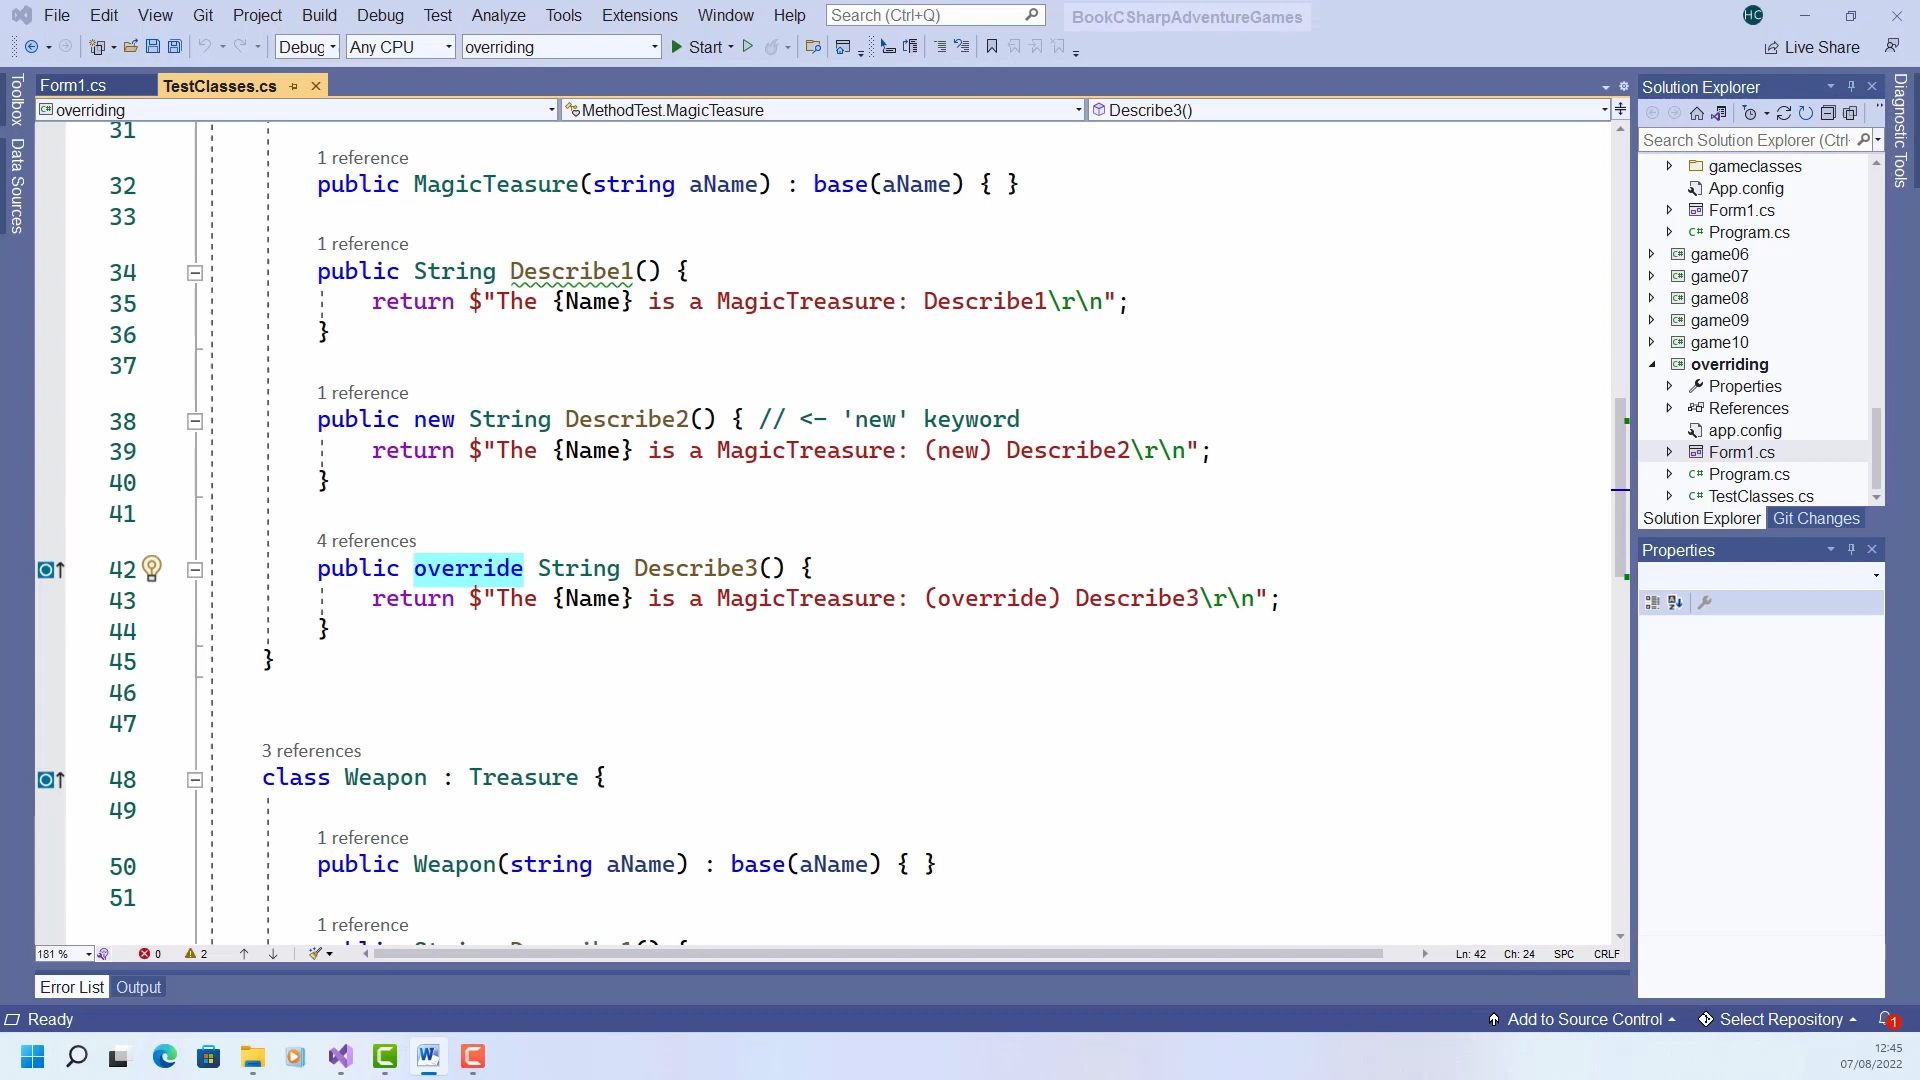 File Edit View Git Project Build Debug Test Analyze Tools Extensions Window Help Search (Ctrl+Q) BookCSharpAdventureGames HC
Debug Any CPU overriding Start Live Share
Toolbox
Data Sources
Form1.cs TestClasses.cs
overriding MethodTest.MagicTeasure Describe3()
31
1 reference
32 public MagicTeasure(string aName) : base(aName) { }
33
1 reference
34 public String Describe1() {
35 return $"The {Name} is a MagicTreasure: Describe1\r\n";
36 }
37
1 reference
38 public new String Describe2() { // <- 'new' keyword
39 return $"The {Name} is a MagicTreasure: (new) Describe2\r\n";
40 }
41
4 references
42 public override String Describe3() {
43 return $"The {Name} is a MagicTreasure: (override) Describe3\r\n";
44 }
45 }
46
47
3 references
48 class Weapon : Treasure {
49
1 reference
50 public Weapon(string aName) : base(aName) { }
51
1 reference
181 % 0 2 Ln: 42 Ch: 24 SPC CRLF
Error List Output
Solution Explorer
Search Solution Explorer (Ctrl
gameclasses
App.config
Form1.cs
C# Program.cs
game06
game07
game08
game09
game10
overriding
Properties
References
app.config
Form1.cs
C# Program.cs
C# TestClasses.cs
Solution Explorer Git Changes
Properties
Diagnostic Tools
Ready Add to Source Control Select Repository 1
12:45
07/08/2022